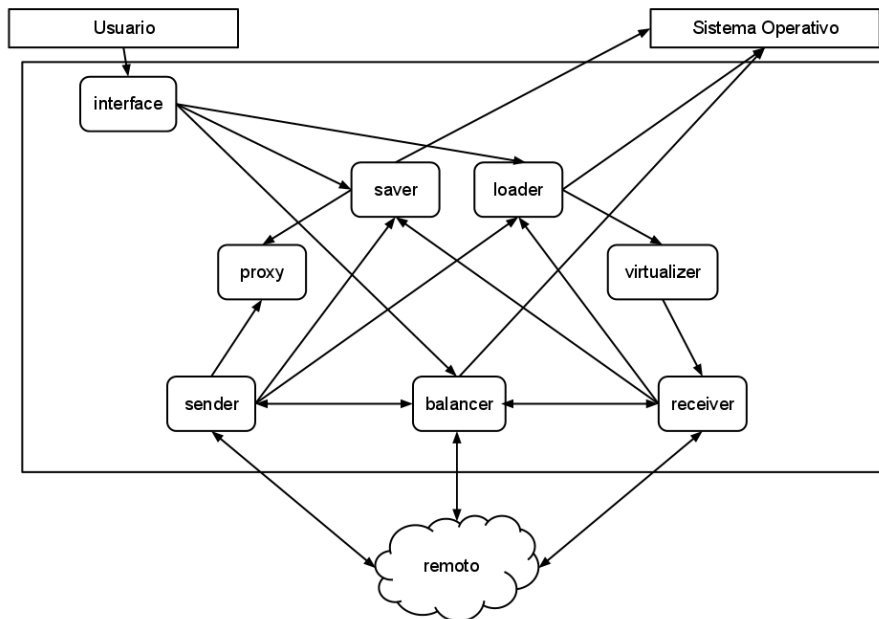 Usuario
Sistema Operativo
interface
saver
loader
proxy
virtualizer
sender
balancer
receiver
remoto